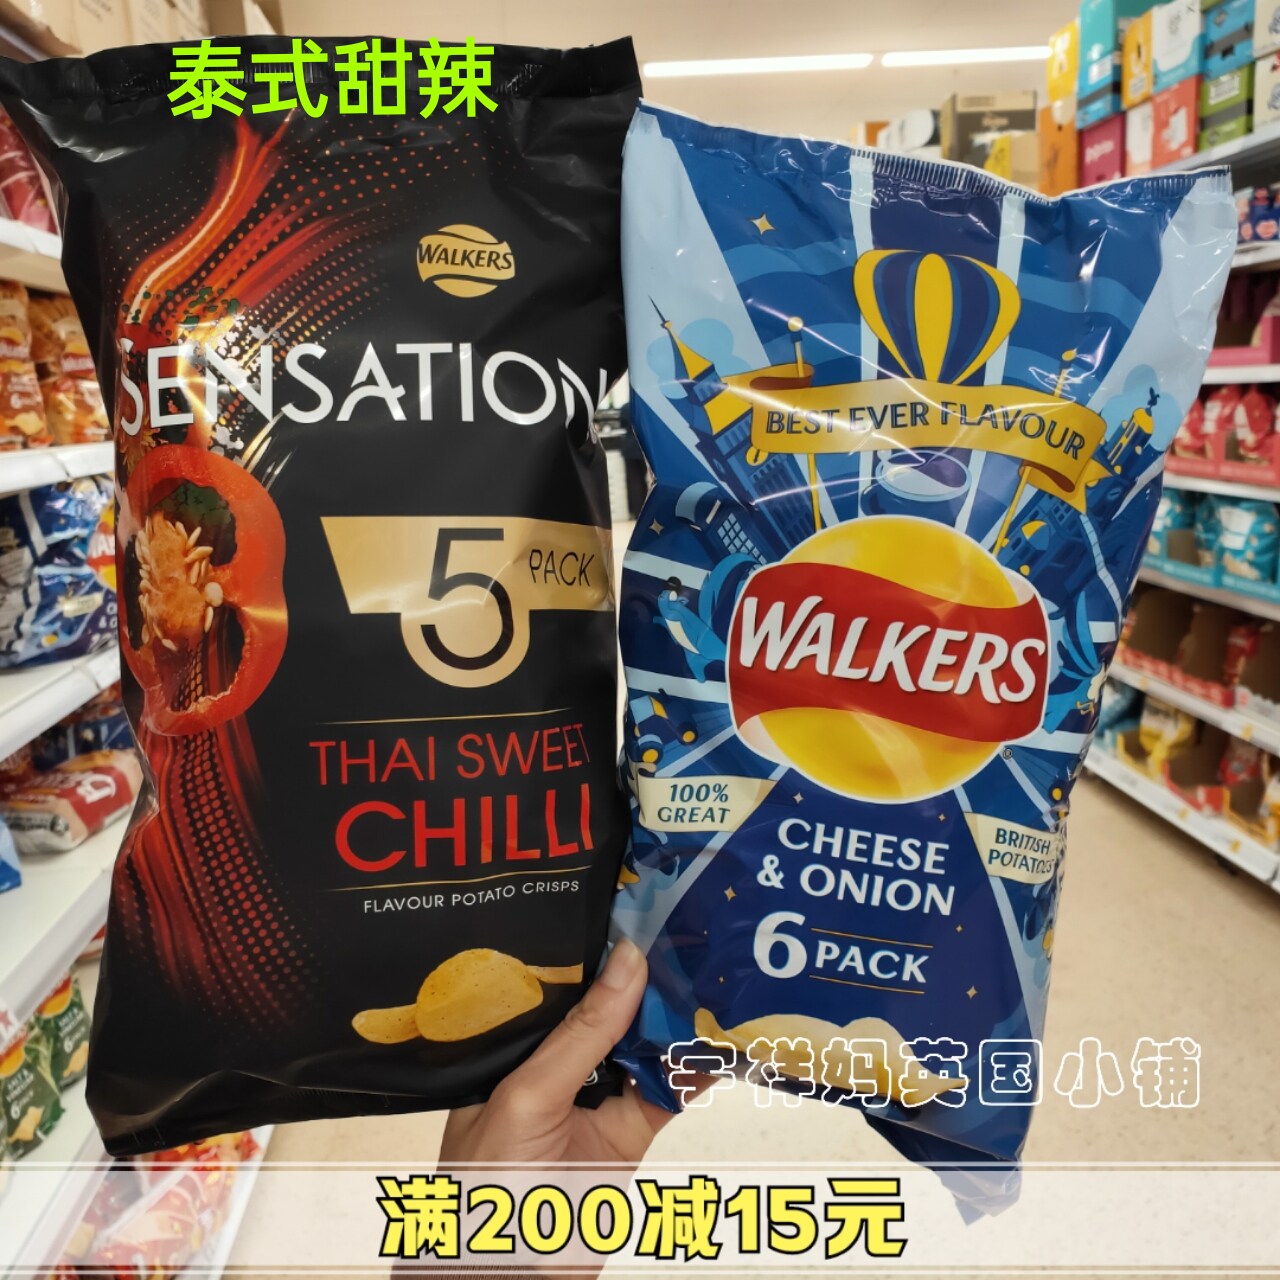 泰式甜辣
WALKERS
SENSATION
5 PACK
THAI SWEET
CHILLI
FLAVOUR POTATO CRISPS
BEST EVER FLAVOUR
WALKERS
100%
GREAT
BRITISH
POTATOES
CHEESE
& ONION
6 PACK
宇祥妈英国小铺
满200减15元